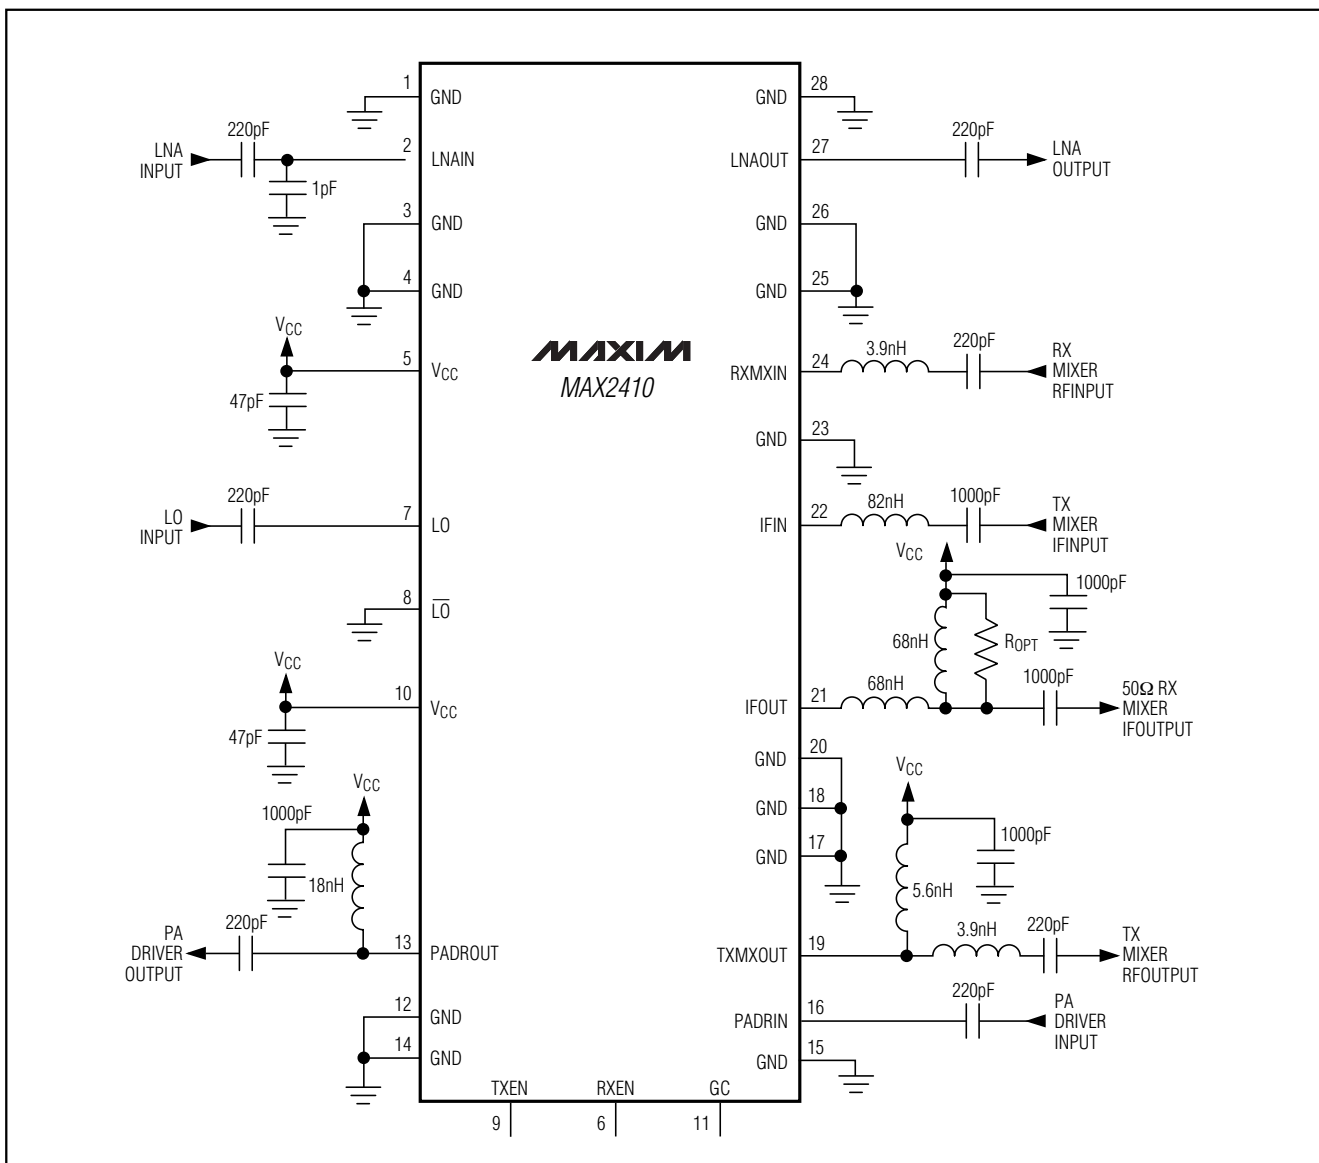 1
GND
220pF
LNA
INPUT
2
LNAIN
1pF
3
GND
4
GND
VCC
5
VCC
47pF
220pF
LO
INPUT
7
LO
8
L̅O̅
VCC
10
VCC
47pF
VCC
1000pF
18nH
PA
DRIVER
OUTPUT
220pF
13
PADROUT
12
GND
14
GND
MAXIM
MAX2410
TXEN
RXEN
GC
9
6
11
28
GND
27
LNAOUT
220pF
LNA
OUTPUT
26
GND
25
GND
24
RXMXIN
3.9nH
220pF
RX
MIXER
RFINPUT
23
GND
22
IFIN
82nH
1000pF
TX
MIXER
IFINPUT
VCC
1000pF
68nH
ROPT
21
IFOUT
68nH
1000pF
50Ω RX
MIXER
IFOUTPUT
20
GND
18
GND
17
GND
VCC
1000pF
5.6nH
19
TXMXOUT
3.9nH
220pF
TX
MIXER
RFOUTPUT
16
PADRIN
220pF
PA
DRIVER
INPUT
15
GND